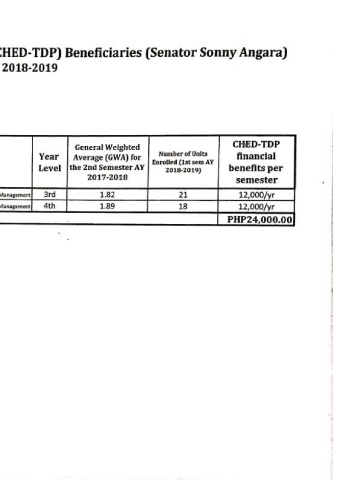 CHED-TDP) Beneficiaries (Senator Sonny Angara)
2018-2019
Year Level
General Weighted Average (GWA) for the 2nd Semester AY 2017-2018
Number of Units Enrolled (1st sem AY 2018-2019)
CHED-TDP financial benefits per semester
Management 3rd 1.82 21 12,000/yr
Management 4th 1.89 18 12,000/yr
PHP24,000.00